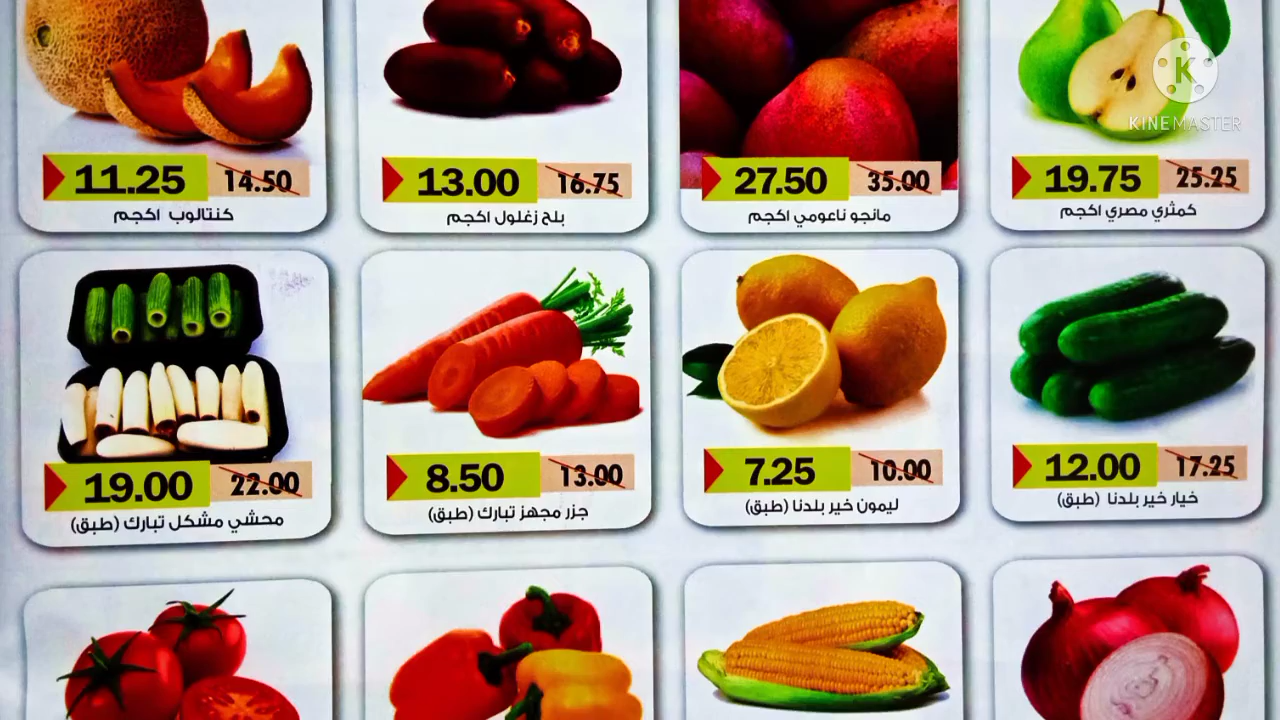 K
KINEMASTER
11.25 14.50
كنتالوب اكجم
13.00 16.75
بلح زغلول اكجم
27.50 35.00
مانجو ناعومي اكجم
19.75 25.25
كمثري مصري اكجم
19.00 22.00
محشي مشكل تبارك (طبق)
8.50 13.00
جزر مجهز تبارك (طبق)
7.25 10.00
ليمون خير بلدنا (طبق)
12.00 17.25
خيار خير بلدنا (طبق)